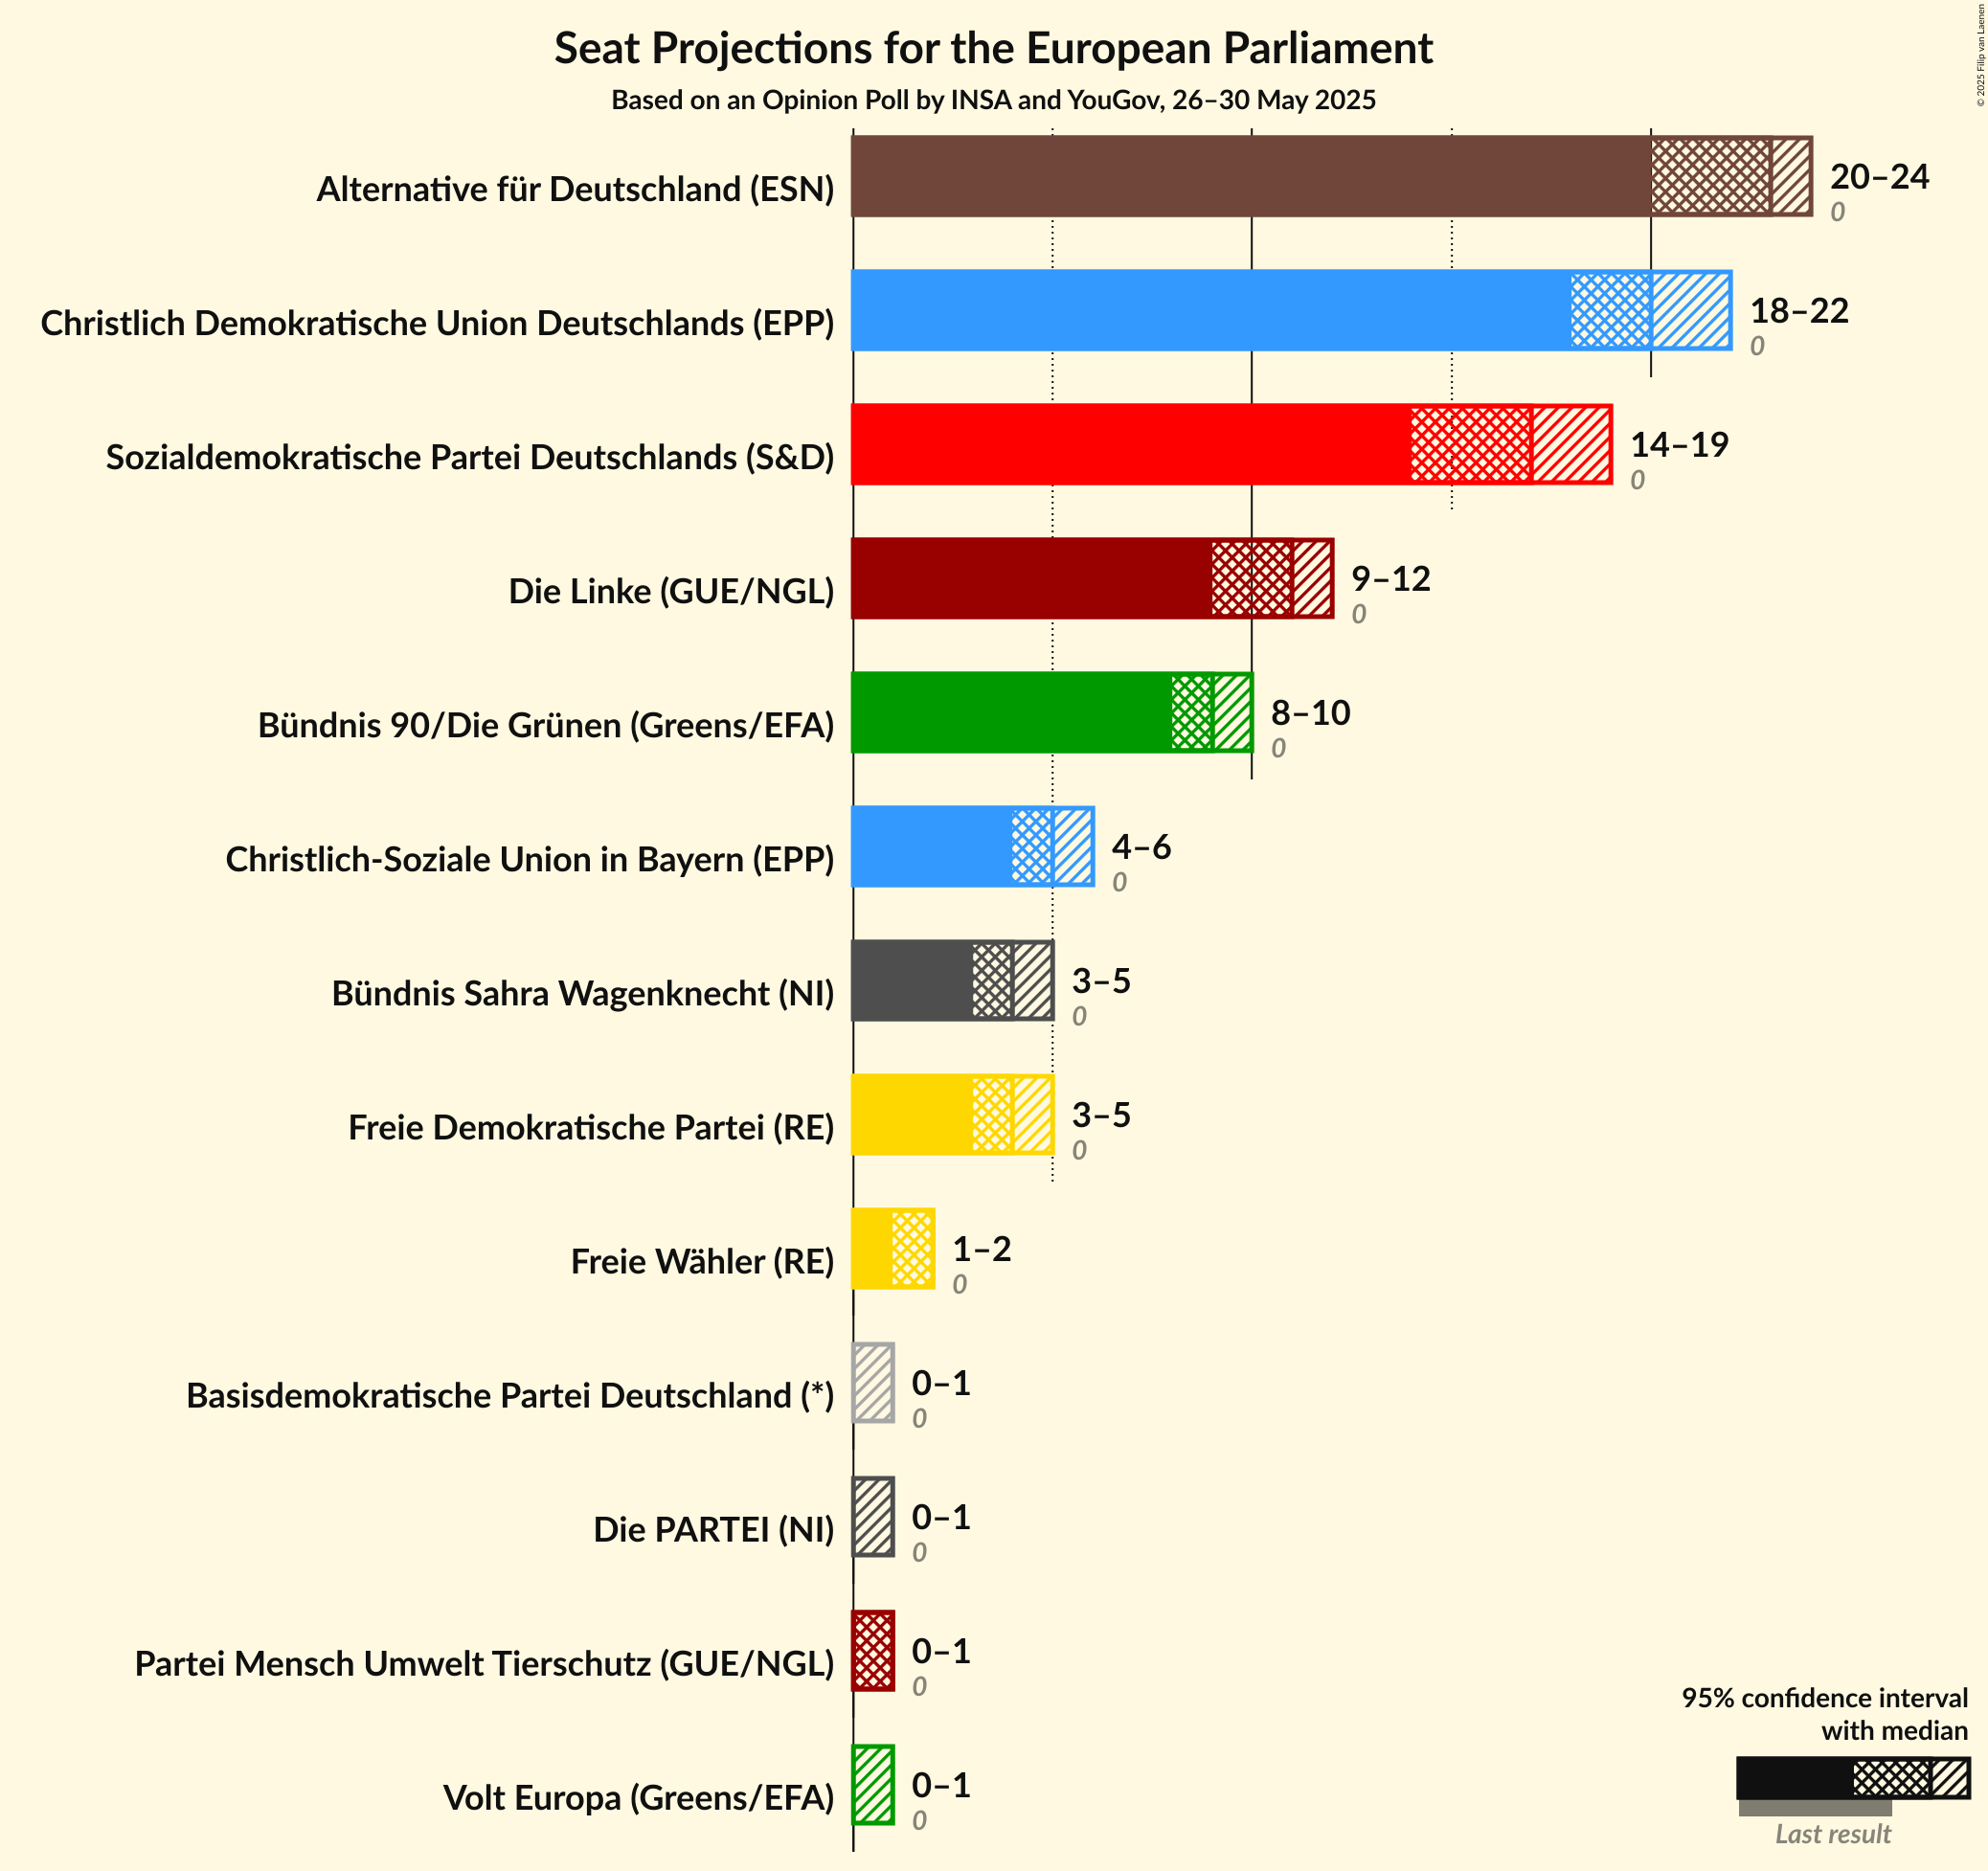 Seat Projections for the European Parliament
Based on an Opinion Poll by INSA and YouGov, 26–30 May 2025
© 2025 Filip van Laenen
Alternative für Deutschland (ESN)
20–24
0
Christlich Demokratische Union Deutschlands (EPP)
18–22
0
Sozialdemokratische Partei Deutschlands (S&D)
14–19
0
Die Linke (GUE/NGL)
9–12
0
Bündnis 90/Die Grünen (Greens/EFA)
8–10
0
Christlich-Soziale Union in Bayern (EPP)
4–6
0
Bündnis Sahra Wagenknecht (NI)
3–5
0
Freie Demokratische Partei (RE)
3–5
0
Freie Wähler (RE)
1–2
0
Basisdemokratische Partei Deutschland (*)
0–1
0
Die PARTEI (NI)
0–1
0
Partei Mensch Umwelt Tierschutz (GUE/NGL)
0–1
0
Volt Europa (Greens/EFA)
0–1
0
95% confidence interval
with median
Last result